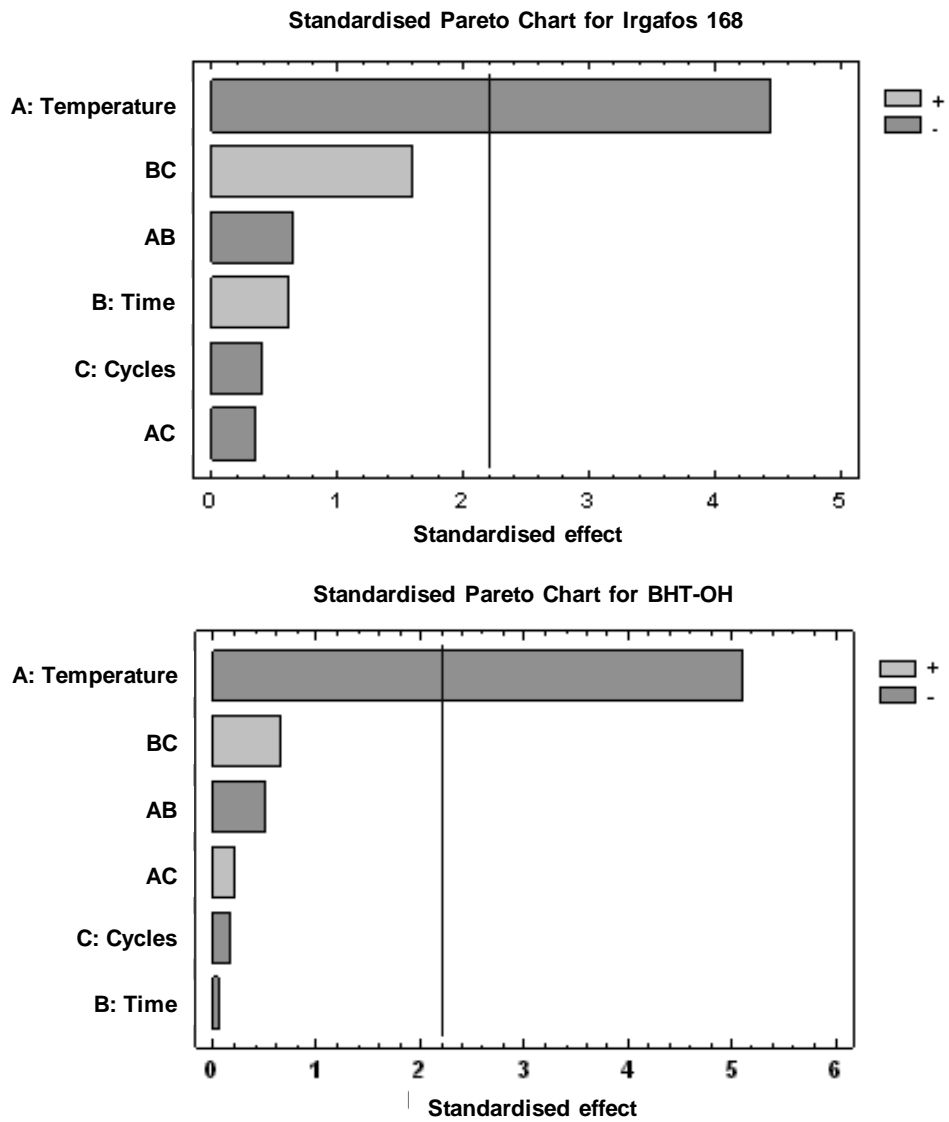 Standardised Pareto Chart for Irgafos 168
A: Temperature
+
-
BC
AB
B: Time
C: Cycles
AC
0 1 2 3 4 5
Standardised effect
Standardised Pareto Chart for BHT-OH
A: Temperature
+
-
BC
AB
AC
C: Cycles
B: Time
0 1 2 3 4 5 6
Standardised effect